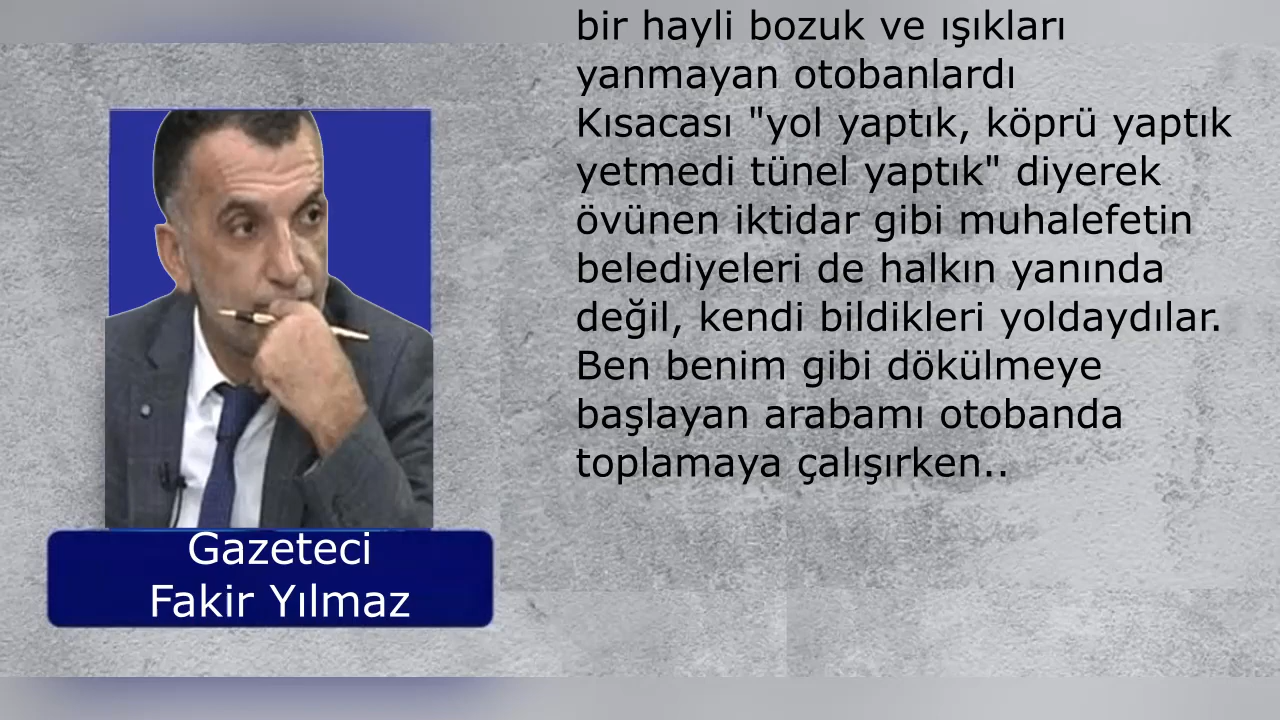 bir hayli bozuk ve ışıkları
yanmayan otobanlardı
Kısacası "yol yaptık, köprü yaptık
yetmedi tünel yaptık" diyerek
övünen iktidar gibi muhalefetin
belediyeleri de halkın yanında
değil, kendi bildikleri yoldaydılar.
Ben benim gibi dökülmeye
başlayan arabamı otobanda
toplamaya çalışırken..
Gazeteci
Fakir Yılmaz